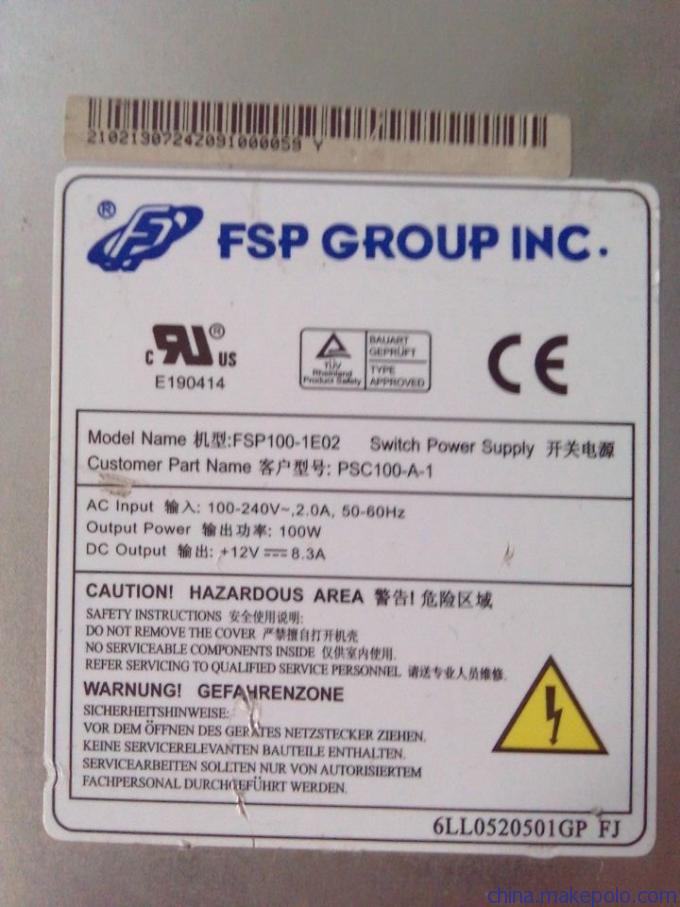 21021307242091000059 Y
® FSP GROUP INC.
c RU ® US
E190414
TÜV
Rheinland
Product Safety
BAUART
GEPRÜFT
TYPE
APPROVED
CE
Model Name 机型:FSP100-1E02 Switch Power Supply 开关电源
Customer Part Name 客户型号: PSC100-A-1
AC Input 输入: 100-240V~,2.0A, 50-60Hz
Output Power 输出功率: 100W
DC Output 输出: +12V ⎓ 8.3A
CAUTION! HAZARDOUS AREA 警告! 危险区域
SAFETY INSTRUCTIONS 安全使用说明:
DO NOT REMOVE THE COVER 严禁擅自打开机壳
NO SERVICEABLE COMPONENTS INSIDE 仅供室内使用.
REFER SERVICING TO QUALIFIED SERVICE PERSONNEL 请送专业人员维修.
WARNUNG! GEFAHRENZONE
SICHERHEITSHINWEISE:
VOR DEM ÖFFNEN DES GERÄTES NETZSTECKER ZIEHEN.
KEINE SERVICERELEVANTEN BAUTEILE ENTHALTEN.
SERVICEARBEITEN SOLLTEN NUR VON AUTORISIERTEM
FACHPERSONAL DURCHGEFÜHRT WERDEN.
6LL0520501GP FJ
china.makepolo.com